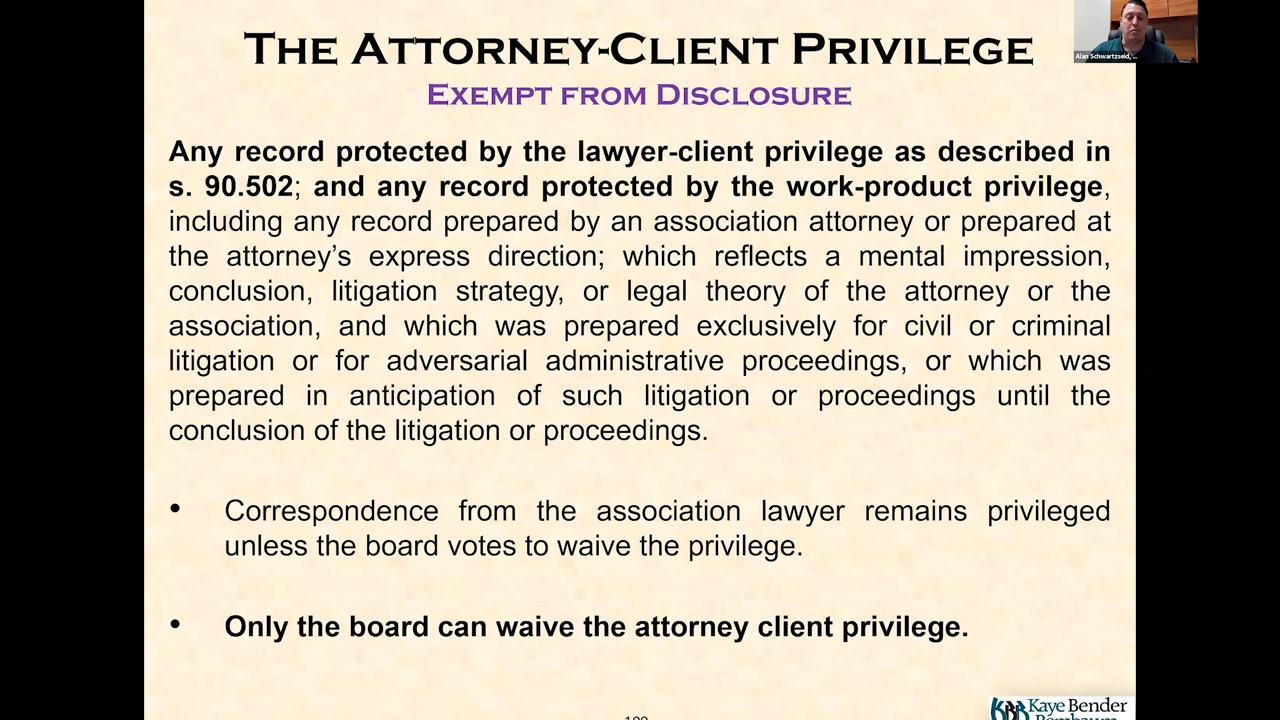 THE ATTORNEY-CLIENT PRIVILEGE
EXEMPT FROM DISCLOSURE
Alan Schwartzseid, ...
Any record protected by the lawyer-client privilege as described in
s. 90.502; and any record protected by the work-product privilege,
including any record prepared by an association attorney or prepared at
the attorney’s express direction; which reflects a mental impression,
conclusion, litigation strategy, or legal theory of the attorney or the
association, and which was prepared exclusively for civil or criminal
litigation or for adversarial administrative proceedings, or which was
prepared in anticipation of such litigation or proceedings until the
conclusion of the litigation or proceedings.
• Correspondence from the association lawyer remains privileged
unless the board votes to waive the privilege.
• Only the board can waive the attorney client privilege.
KBR Kaye Bender